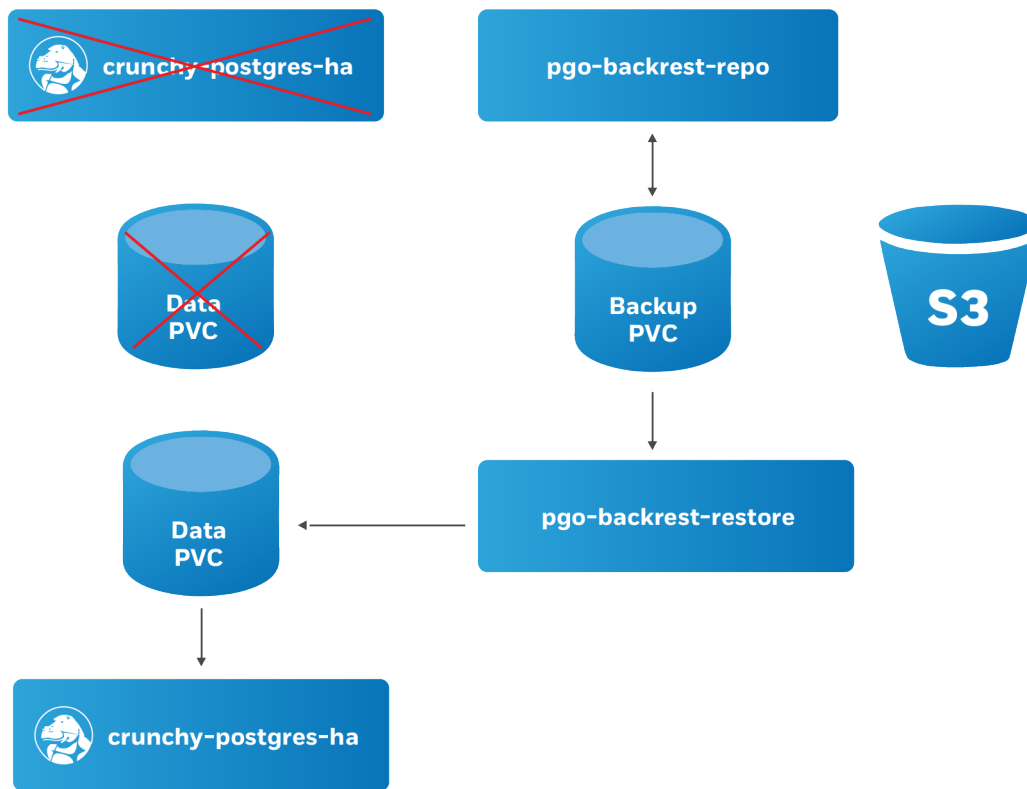 crunchy-postgres-ha
pgo-backrest-repo
Data
PVC
Backup
PVC
S3
Data
PVC
pgo-backrest-restore
crunchy-postgres-ha